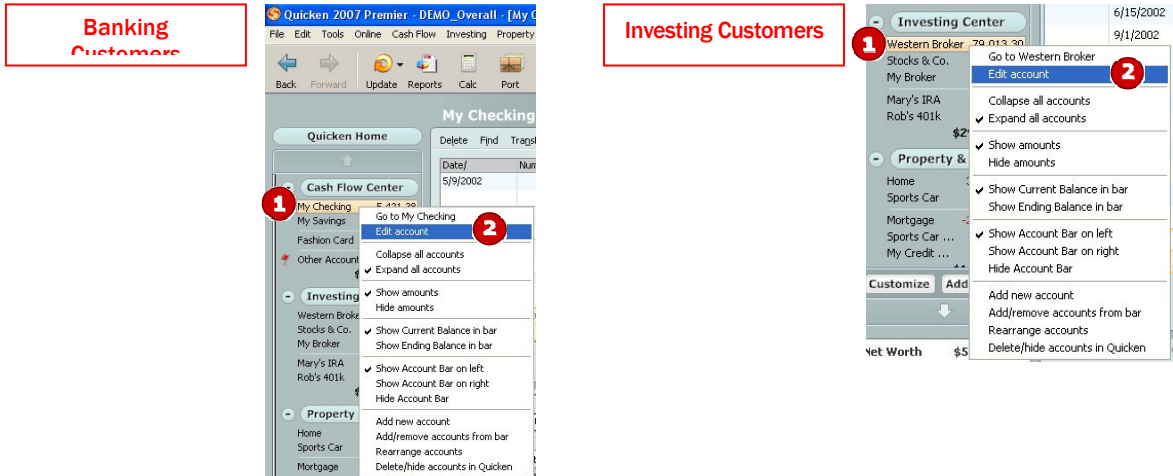 Banking
Customers
Quicken 2007 Premier - DEMO_Overall - [My
File Edit Tools Online Cash Flow Investing Property
Back Forward Update Reports Calc Port
My Checking
Quicken Home
Delete Find
Date/
5/9/2002
Cash Flow Center
1
My Checking 5,421.38
My Savings
Fashion Card
Other Account
$
Go to My Checking
Edit account
2
Collapse all accounts
Expand all accounts
Show amounts
Hide amounts
Show Current Balance in bar
Show Ending Balance in bar
Show Account Bar on left
Show Account Bar on right
Hide Account Bar
Add new account
Add/remove accounts from bar
Rearrange accounts
Delete/hide accounts in Quicken
Investing
Western Broke
Stocks & Co.
My Broker
Mary's IRA
Rob's 401k
$
Property
Home
Sports Car
Mortgage
Investing Customers
6/15/2002
9/1/2002
Investing Center
1
Western Broker 79,013.30
Stocks & Co.
My Broker
Mary's IRA
Rob's 401k
$2
Property &
Home
Sports Car
Mortgage
Sports Car ...
My Credit ...
Customize Add
Net Worth $5
Go to Western Broker
Edit account
2
Collapse all accounts
Expand all accounts
Show amounts
Hide amounts
Show Current Balance in bar
Show Ending Balance in bar
Show Account Bar on left
Show Account Bar on right
Hide Account Bar
Add new account
Add/remove accounts from bar
Rearrange accounts
Delete/hide accounts in Quicken